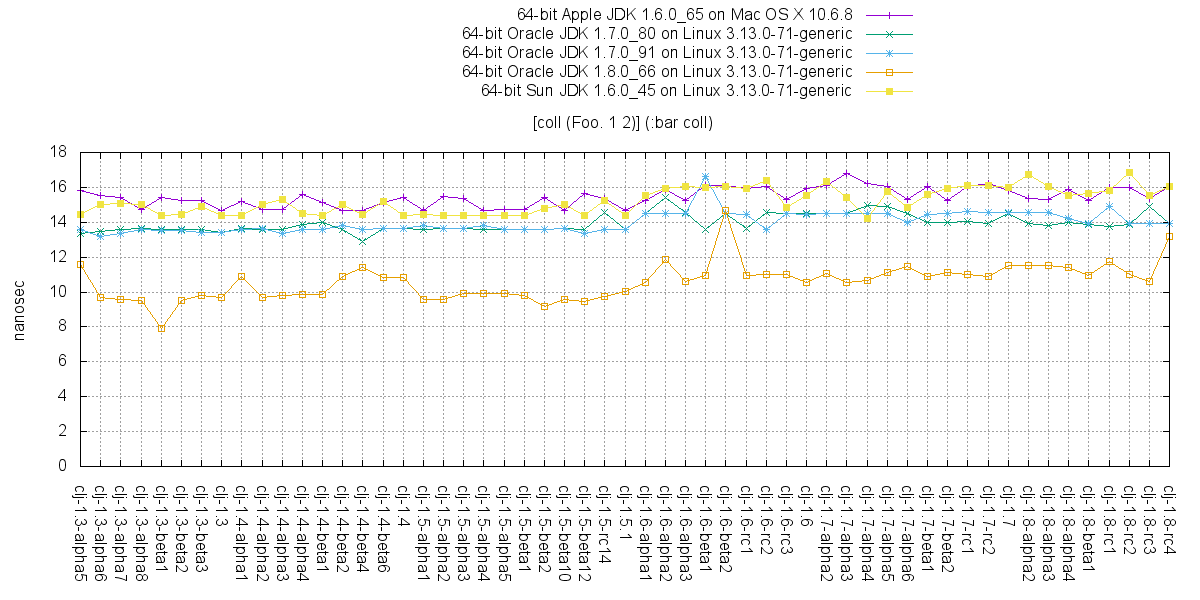 64-bit Apple JDK 1.6.0_65 on Mac OS X 10.6.8
64-bit Oracle JDK 1.7.0_80 on Linux 3.13.0-71-generic
64-bit Oracle JDK 1.7.0_91 on Linux 3.13.0-71-generic
64-bit Oracle JDK 1.8.0_66 on Linux 3.13.0-71-generic
64-bit Sun JDK 1.6.0_45 on Linux 3.13.0-71-generic
[coll (Foo. 1 2)] (:bar coll)
nanosec
18
16
14
12
10
8
6
4
2
0
clj-1.3-alpha5
clj-1.3-alpha6
clj-1.3-alpha7
clj-1.3-alpha8
clj-1.3-beta1
clj-1.3-beta2
clj-1.3-beta3
clj-1.3
clj-1.4-alpha1
clj-1.4-alpha2
clj-1.4-alpha3
clj-1.4-alpha4
clj-1.4-beta1
clj-1.4-beta2
clj-1.4-beta4
clj-1.4-beta6
clj-1.4
clj-1.5-alpha1
clj-1.5-alpha2
clj-1.5-alpha3
clj-1.5-alpha4
clj-1.5-alpha5
clj-1.5-beta1
clj-1.5-beta2
clj-1.5-beta10
clj-1.5-beta12
clj-1.5-rc14
clj-1.5.1
clj-1.6-alpha1
clj-1.6-alpha2
clj-1.6-alpha3
clj-1.6-beta1
clj-1.6-beta2
clj-1.6-rc1
clj-1.6-rc2
clj-1.6-rc3
clj-1.6
clj-1.7-alpha2
clj-1.7-alpha3
clj-1.7-alpha4
clj-1.7-alpha5
clj-1.7-alpha6
clj-1.7-beta1
clj-1.7-beta2
clj-1.7-rc1
clj-1.7-rc2
clj-1.7
clj-1.8-alpha2
clj-1.8-alpha3
clj-1.8-alpha4
clj-1.8-beta1
clj-1.8-rc1
clj-1.8-rc2
clj-1.8-rc3
clj-1.8-rc4